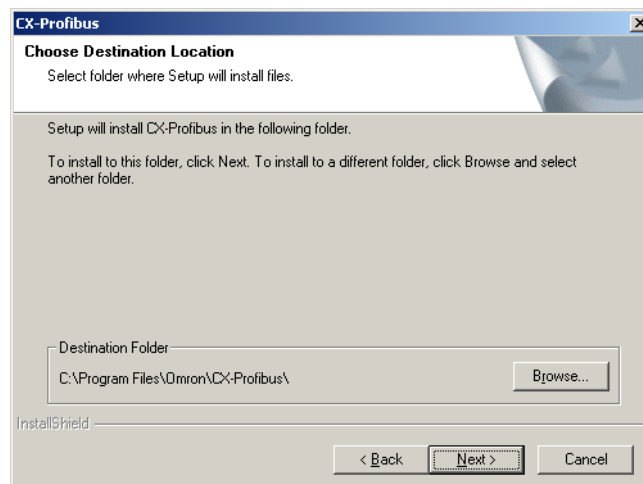 CX-Profibus
Choose Destination Location
Select folder where Setup will install files.
Setup will install CX-Profibus in the following folder.
To install to this folder, click Next. To install to a different folder, click Browse and select
another folder.
Destination Folder
C:\Program Files\Omron\CX-Profibus\
Browse...
InstallShield
< Back
Next >
Cancel